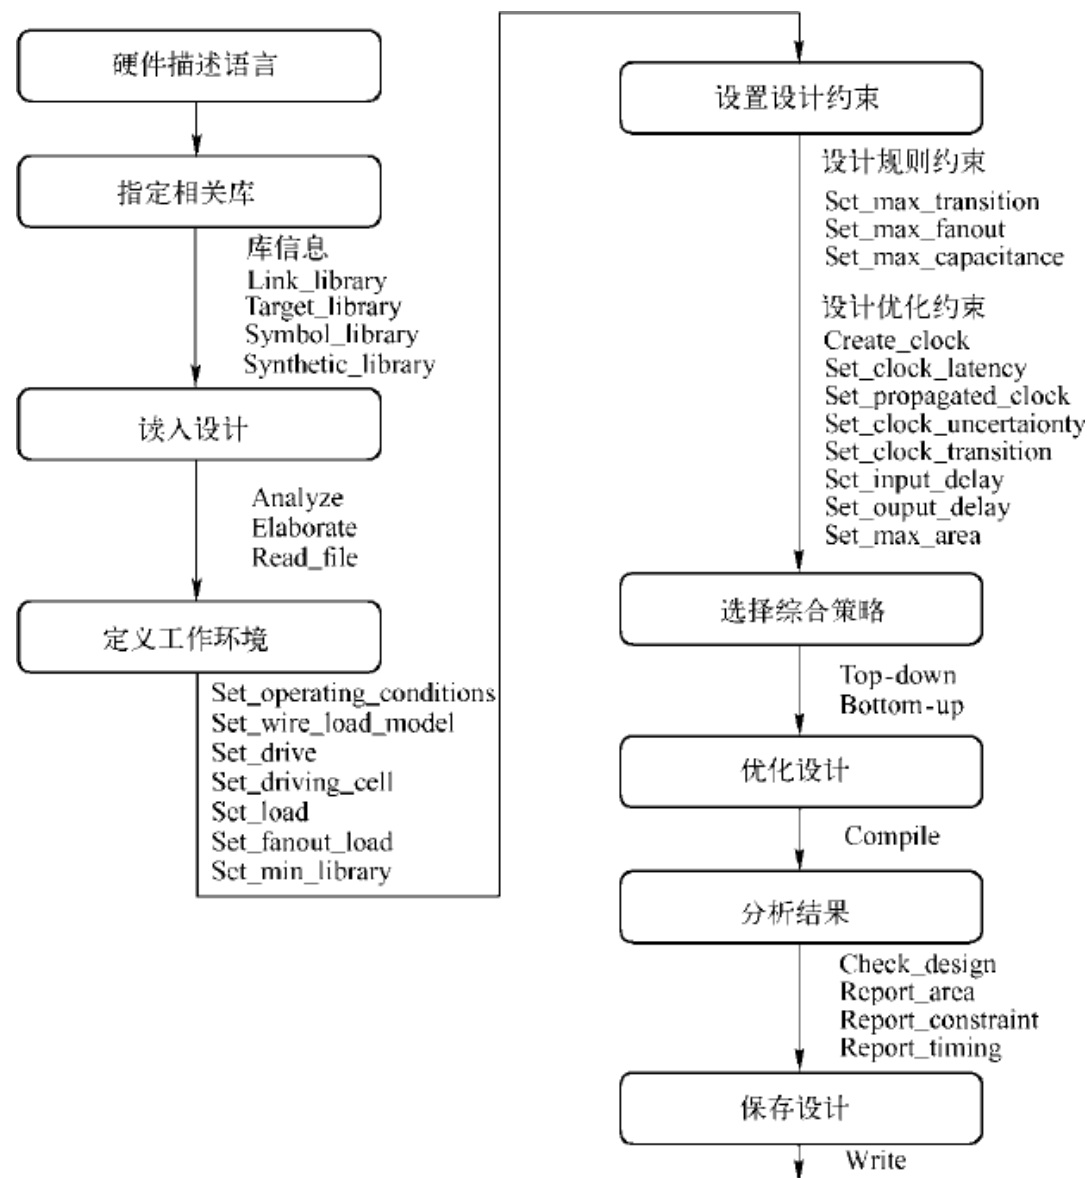 硬件描述语言
指定相关库
库信息
Link_library
Target_library
Symbol_library
Synthetic_library
读入设计
Analyze
Elaborate
Read_file
定义工作环境
Set_operating_conditions
Set_wire_load_model
Set_drive
Set_driving_cell
Set_load
Set_fanout_load
Set_min_library
设置设计约束
设计规则约束
Set_max_transition
Set_max_fanout
Set_max_capacitance
设计优化约束
Create_clock
Set_clock_latency
Set_propagated_clock
Set_clock_uncertaionty
Set_clock_transition
Set_input_delay
Set_ouput_delay
Set_max_area
选择综合策略
Top-down
Bottom-up
优化设计
Compile
分析结果
Check_design
Report_area
Report_constraint
Report_timing
保存设计
Write